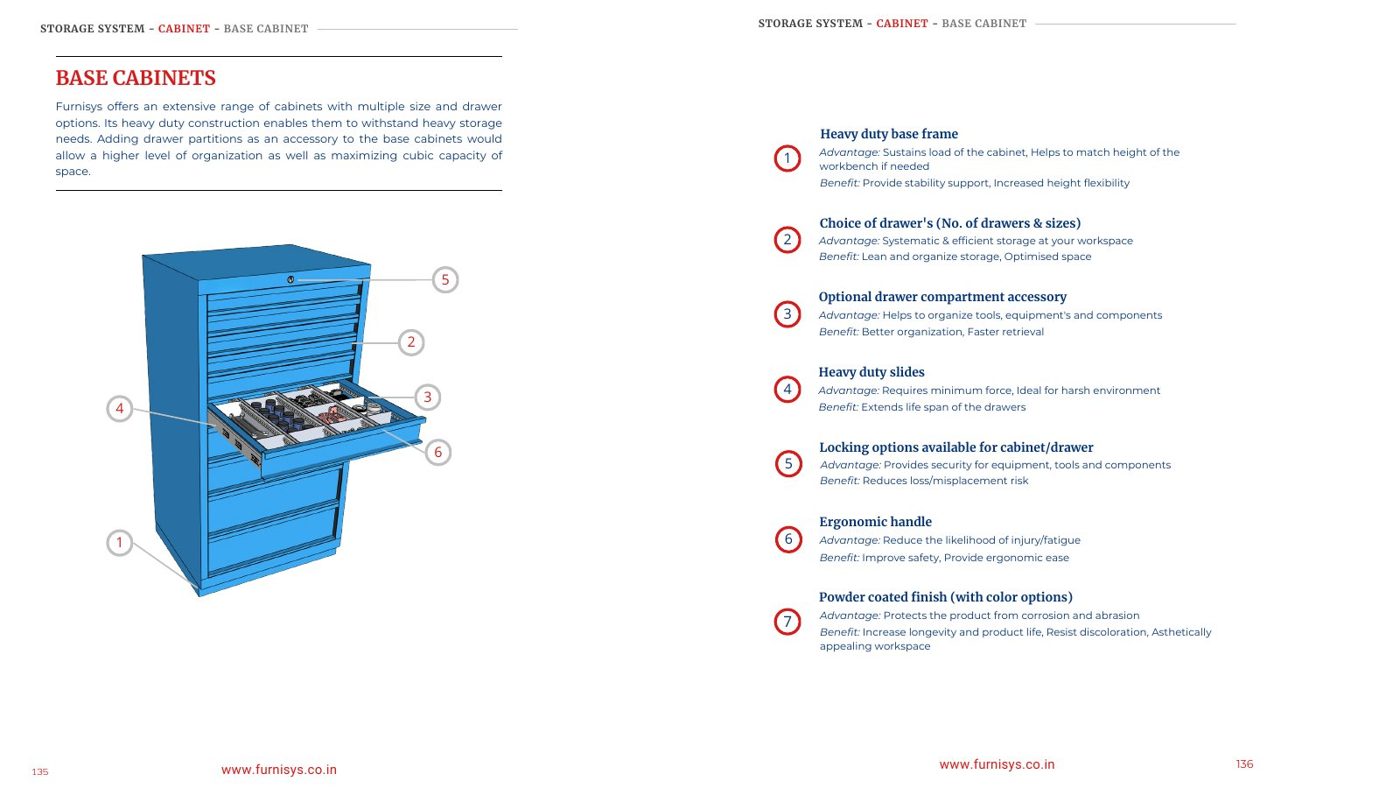 STORAGE SYSTEM - CABINET - BASE CABINET
BASE CABINETS
Furnisys offers an extensive range of cabinets with multiple size and drawer
options. Its heavy duty construction enables them to withstand heavy storage
needs. Adding drawer partitions as an accessory to the base cabinets would
allow a higher level of organization as well as maximizing cubic capacity of
space.
5
2
3
4
6
1
135
www.furnisys.co.in
STORAGE SYSTEM - CABINET - BASE CABINET
1
Heavy duty base frame
Advantage: Sustains load of the cabinet, Helps to match height of the
workbench if needed
Benefit: Provide stability support, Increased height flexibility
2
Choice of drawer's (No. of drawers & sizes)
Advantage: Systematic & efficient storage at your workspace
Benefit: Lean and organize storage, Optimised space
3
Optional drawer compartment accessory
Advantage: Helps to organize tools, equipment's and components
Benefit: Better organization, Faster retrieval
4
Heavy duty slides
Advantage: Requires minimum force, Ideal for harsh environment
Benefit: Extends life span of the drawers
5
Locking options available for cabinet/drawer
Advantage: Provides security for equipment, tools and components
Benefit: Reduces loss/misplacement risk
6
Ergonomic handle
Advantage: Reduce the likelihood of injury/fatigue
Benefit: Improve safety, Provide ergonomic ease
7
Powder coated finish (with color options)
Advantage: Protects the product from corrosion and abrasion
Benefit: Increase longevity and product life, Resist discoloration, Asthetically
appealing workspace
www.furnisys.co.in
136